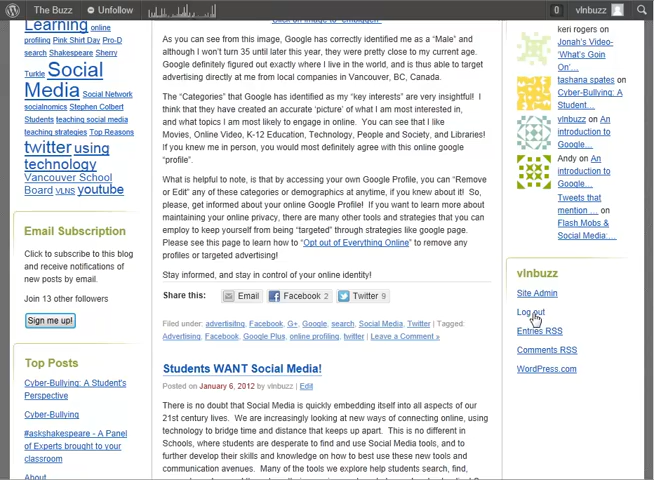 The Buzz
Unfollow
0
vlnbuzz
Learning online
profiling Pink Shirt Day Pro-D
search Shakespeare Sherry
Turkle Social
Media Social Network
socialnomics Stephen Colbert
Students teaching social media
teaching strategies Top Reasons
twitter using
technology
Vancouver School
Board VLNS youtube
Email Subscription
Click to subscribe to this blog
and receive notifications of
new posts by email.
Join 13 other followers
Sign me up!
Top Posts
Cyber-Bullying: A Student's
Perspective
Cyber-Bullying
#askshakespeare - A Panel
of Experts brought to your
classroom
About
As you can see from this image, Google has correctly identified me as a “Male” and
although I won't turn 35 until later this year, they were pretty close to my current age.
Google definitely figured out exactly where I live in the world, and is thus able to target
advertising directly at me from local companies in Vancouver, BC, Canada.
The “Categories” that Google has identified as my “key interests” are very insightful! I
think that they have created an accurate ‘picture’ of what I am most interested in,
and what topics I am most likely to engage in online. You can see that I like
Movies, Online Video, K-12 Education, Technology, People and Society, and Libraries!
If you knew me in person, you would most definitely agree with this online google
“profile”.
What is helpful to note, is that by accessing your own Google Profile, you can “Remove
or Edit” any of these categories or demographics at anytime, if you knew about it! So,
please, get informed about your online Google Profile! If you want to learn more about
maintaining your online privacy, there are many other tools and strategies that you can
employ to keep yourself from being “targeted” through strategies like google page.
Please see this page to learn how to “Opt out of Everything Online” to remove any
profiles or targeted advertising!
Stay informed, and stay in control of your online identity!
Share this: Email Facebook 2 Twitter 9
Filed under: advertisitng, Facebook, G+, Google, search, Social Media, Twitter | Tagged:
Advertising, Facebook, Google Plus, online profiling, twitter | Leave a Comment »
Students WANT Social Media!
Posted on January 6, 2012 by vlnbuzz | Edit
There is no doubt that Social Media is quickly embedding itself into all aspects of our
21st century lives. We are increasingly looking at new ways of connecting online, using
technology to bridge time and distance that keeps up apart. This is no different in
Schools, where students are desperate to find and use Social Media tools, and to
further develop their skills and knowledge on how to best use these new tools and
communication avenues. Many of the tools we explore help students search, find,
keri rogers on
Jonah's Video-
‘What's Goin
On’...
tashana spates on
Cyber-Bullying: A
Student...
vlnbuzz on An
introduction to
Google...
Andy on An
introduction to
Google...
Tweets that
mention ... on
Flash Mobs &
Social Media:...
vlnbuzz
Site Admin
Log out
Entries RSS
Comments RSS
WordPress.com